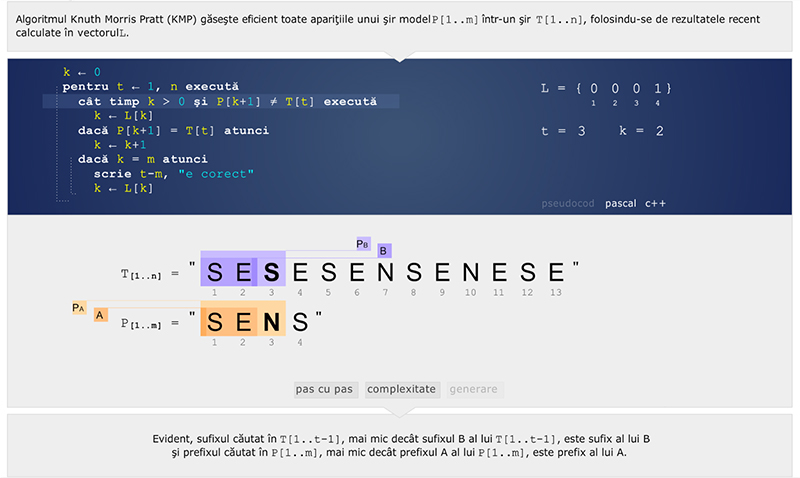 Algoritmul Knuth Morris Pratt (KMP) găseşte eficient toate apariţiile unui şir model P[1..m] într-un şir T[1..n], folosindu-se de rezultatele recent
calculate în vectorul L.
k ← 0
pentru t ← 1, n execută
cât timp k > 0 şi P[k+1] ≠ T[t] execută
k ← L[k]
dacă P[k+1] = T[t] atunci
k ← k+1
dacă k = m atunci
scrie t-m, "e corect"
k ← L[k]
L = { 0 0 0 1 }
1 2 3 4
t = 3 k = 2
pseudocod pascal c++
PB
B
T[1..n] = " S E S E S E N S E N E S E "
1 2 3 4 5 6 7 8 9 10 11 12 13
PA
A
P[1..m] = " S E N S "
1 2 3 4
pas cu pas complexitate generare
Evident, sufixul căutat în T[1..t-1], mai mic decât sufixul B al lui T[1..t-1], este sufix al lui B
şi prefixul căutat în P[1..m], mai mic decât prefixul A al lui P[1..m], este prefix al lui A.